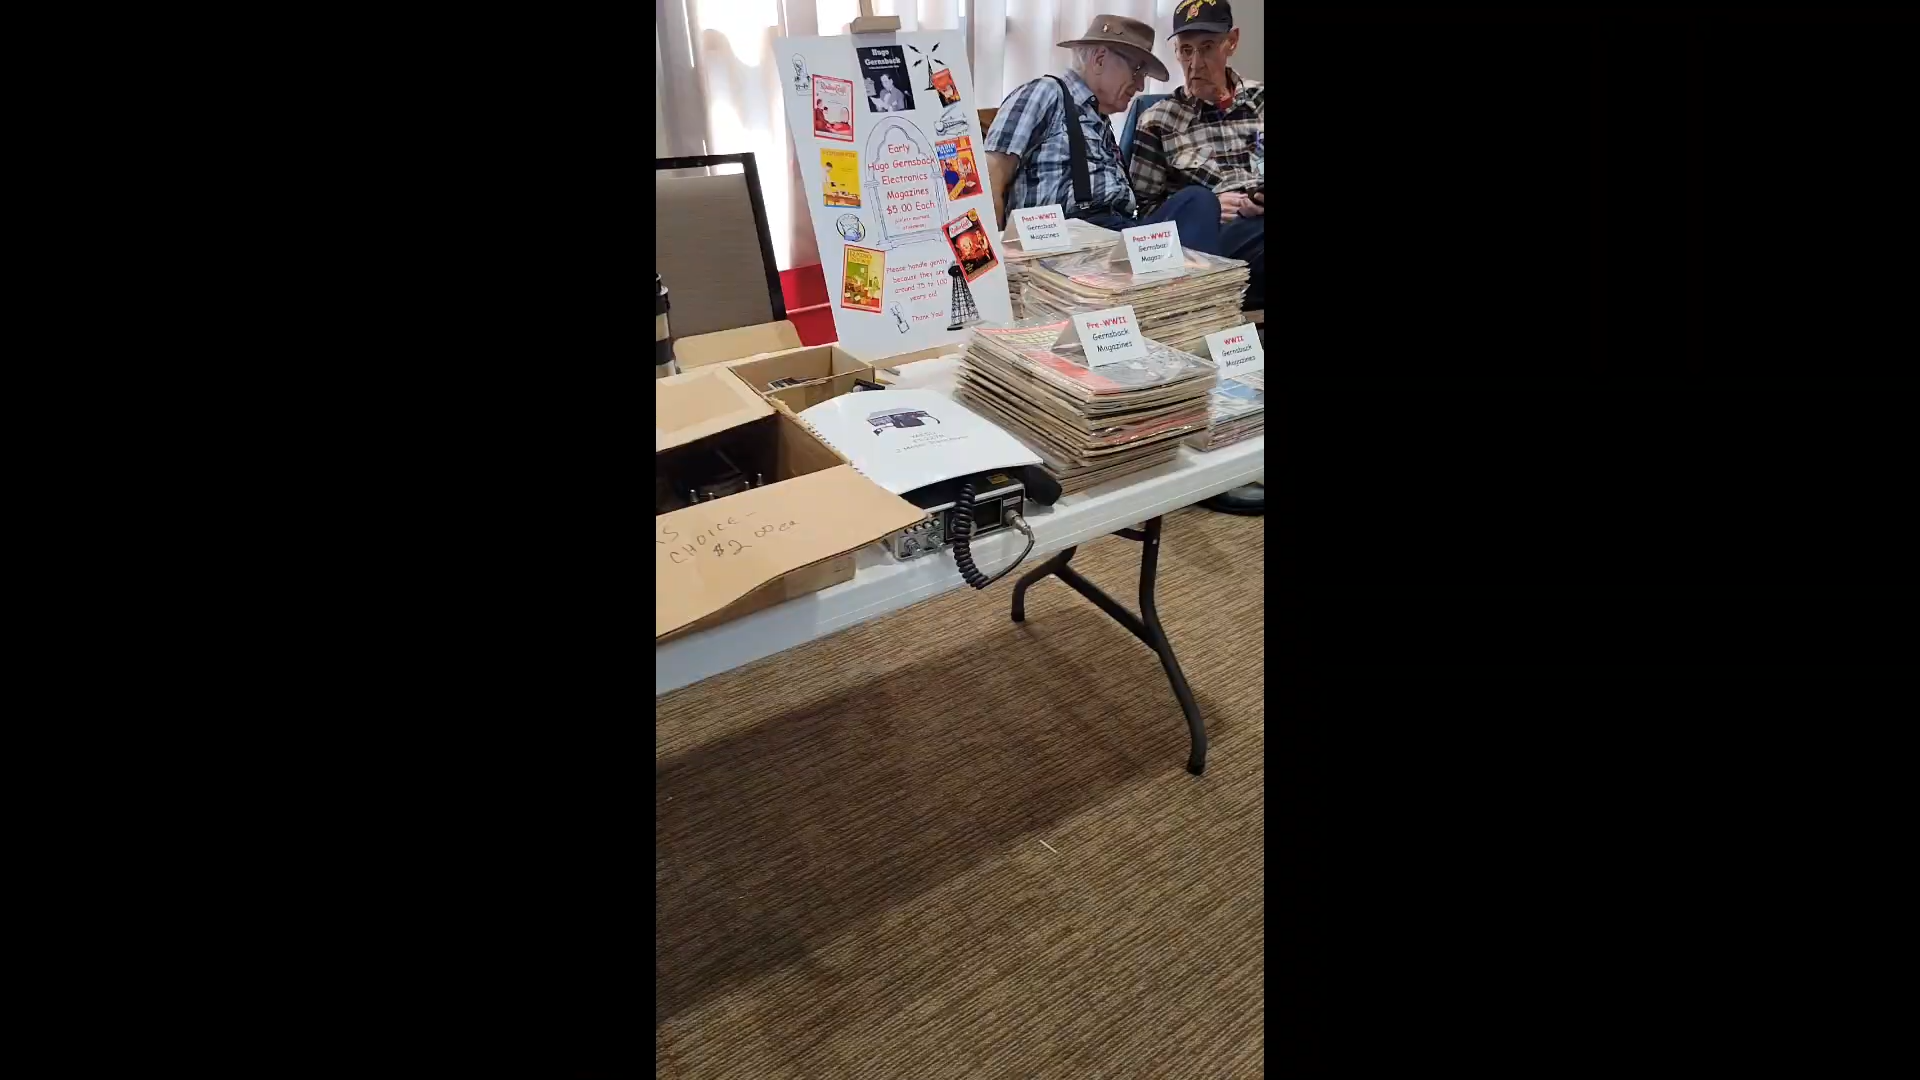 Hugo
Gernsback
Early
Hugo Gernsback
Electronics
Magazines
$5.00 Each
Please handle gently
because they are
around 75 to 100
years old
Thank You!
Post-WWII
Gernsback
Magazines
Post-WWII
Gernsback
Magazines
Pre-WWII
Gernsback
Magazines
WWII
Gernsback
Magazines
CHOICE-
$2.00 ea